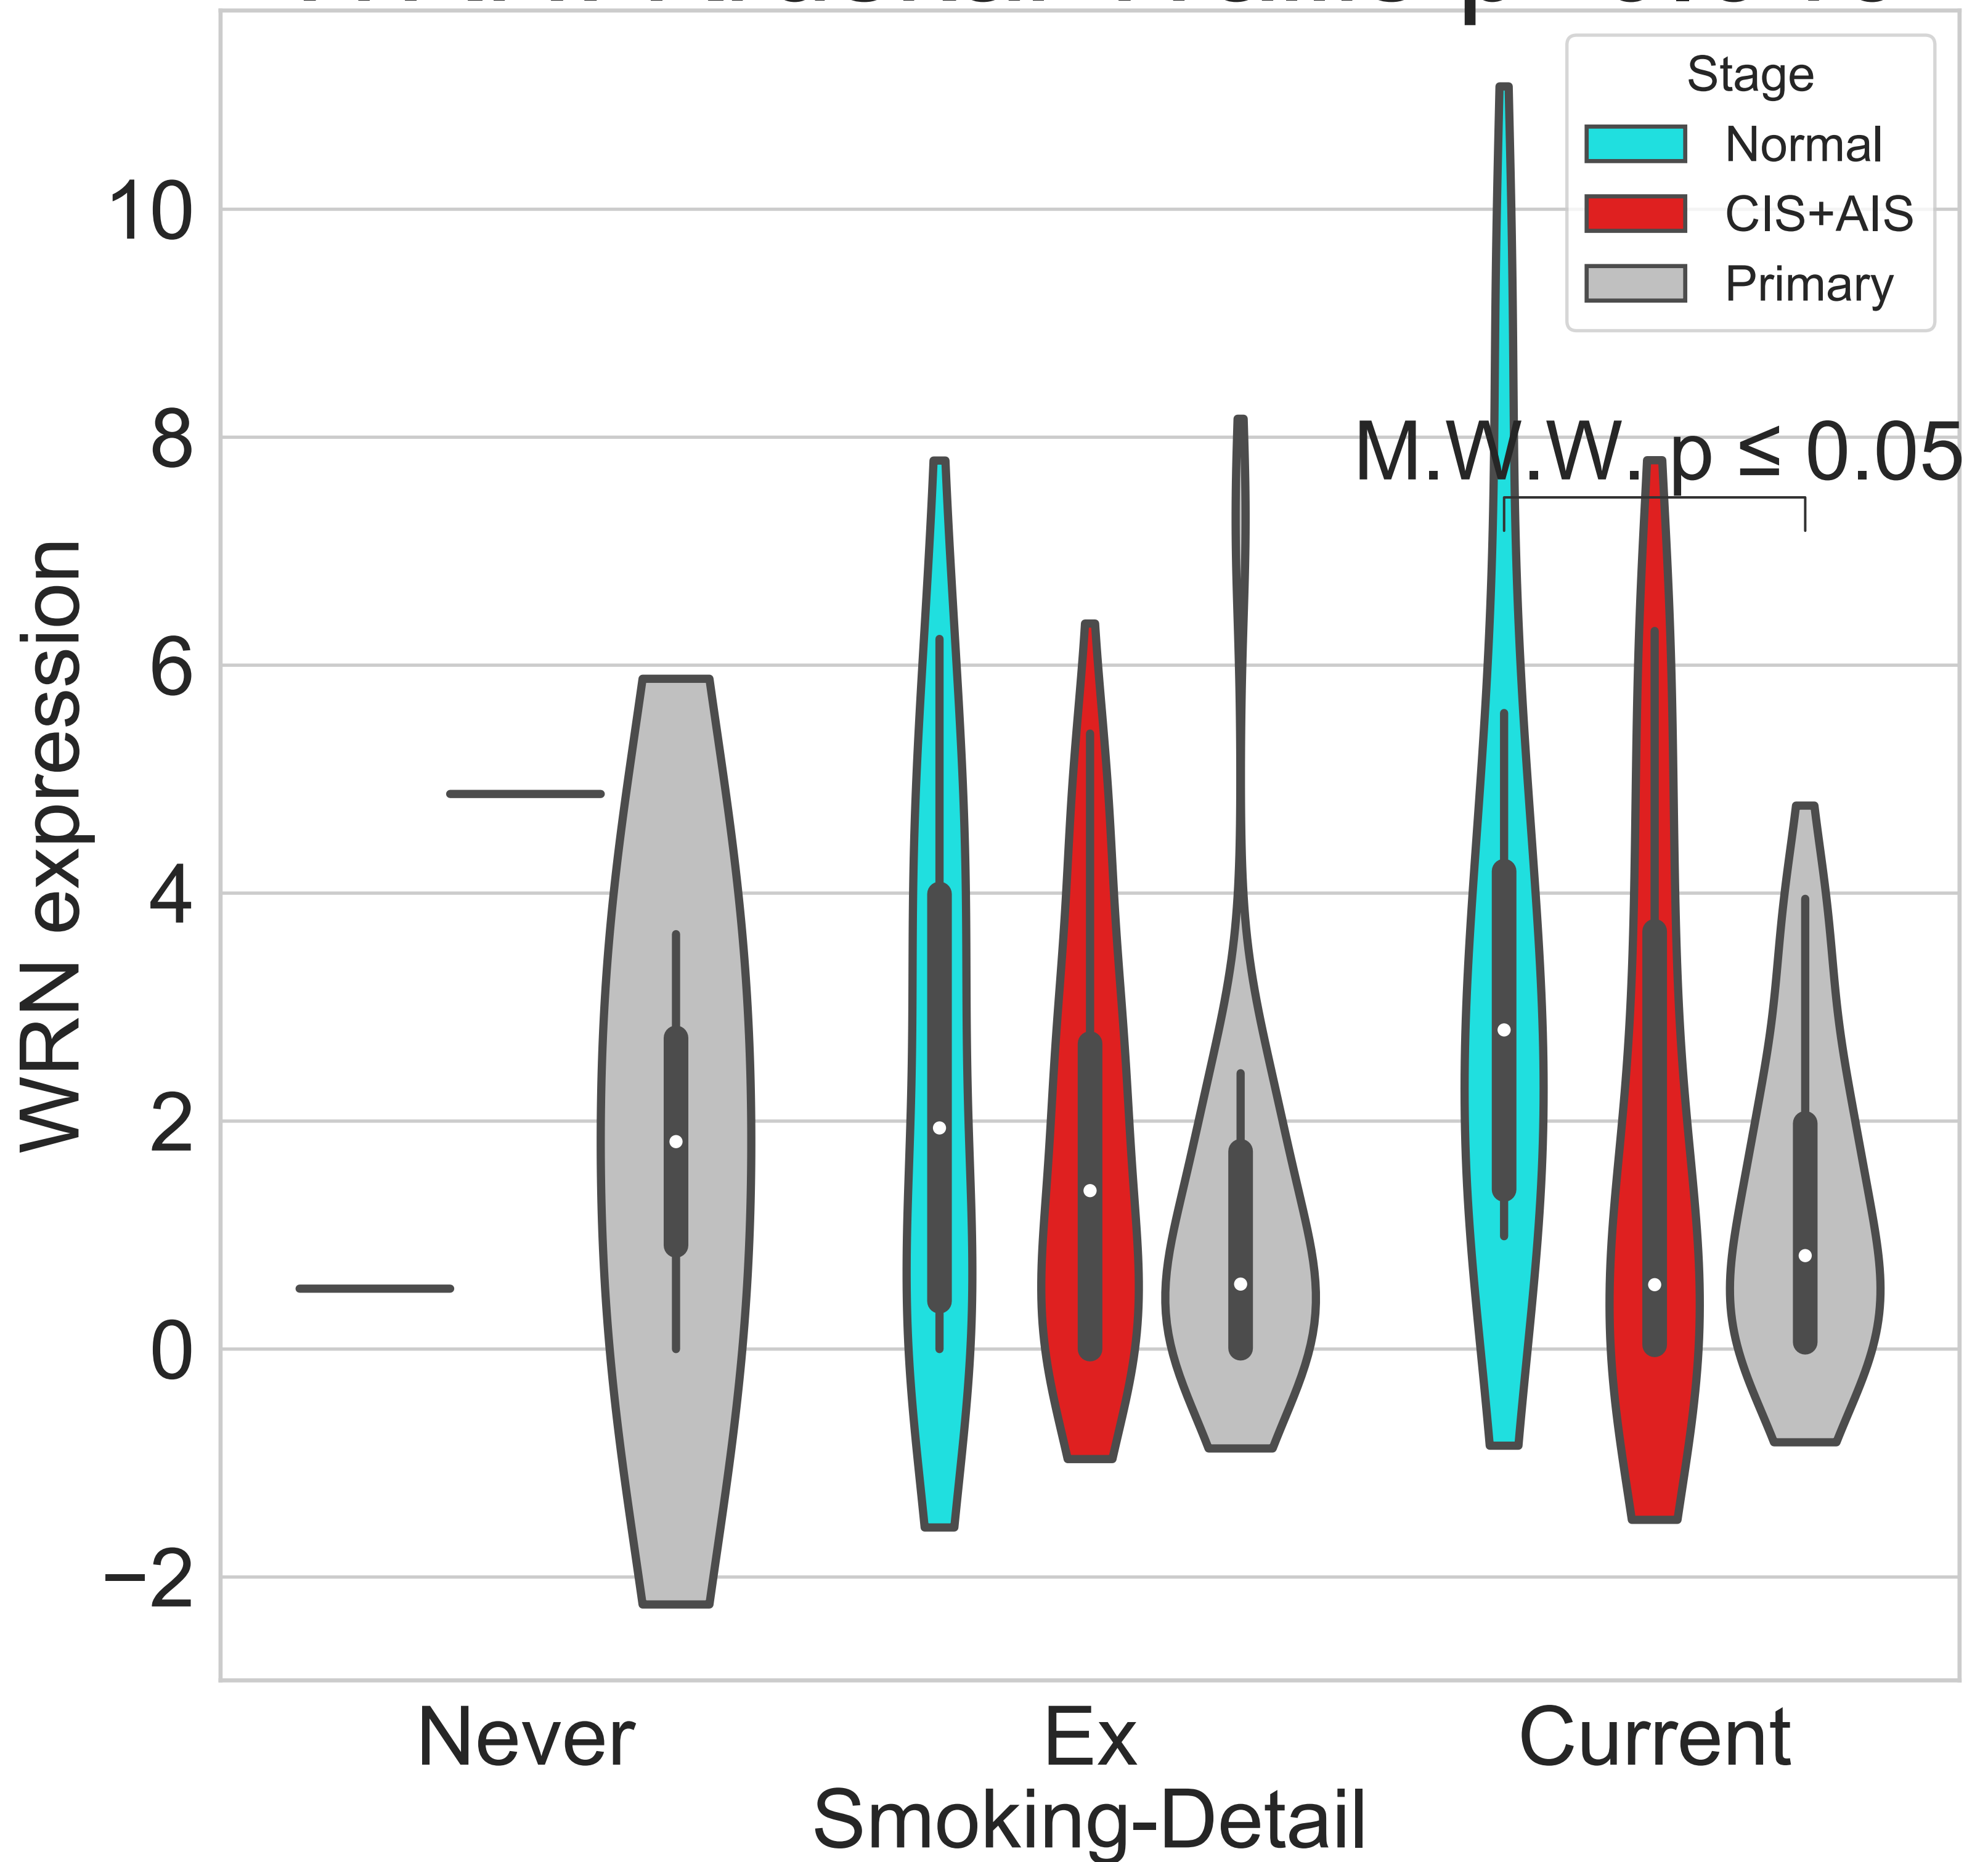 Stage
Normal
CIS+AIS
Primary
M.W.W. p ≤ 0.05
10
8
6
4
2
0
−2
WRN expression
Never
Ex
Current
Smoking-Detail